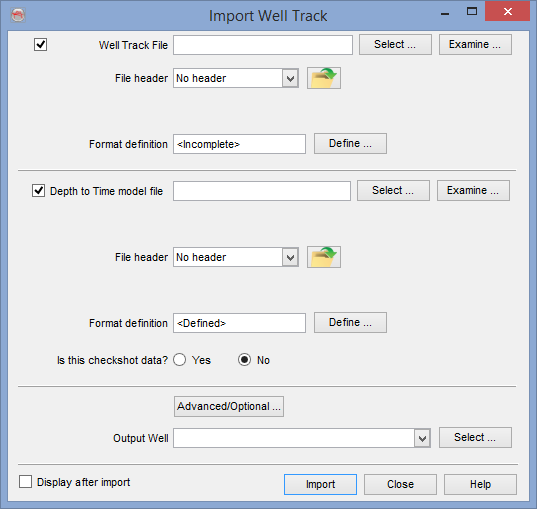 Import Well Track
Well Track File Select ... Examine ...
File header No header
Format definition <Incomplete> Define ...
Depth to Time model file Select ... Examine ...
File header No header
Format definition <Defined> Define ...
Is this checkshot data? Yes No
Advanced/Optional ...
Output Well Select ...
Display after import Import Close Help